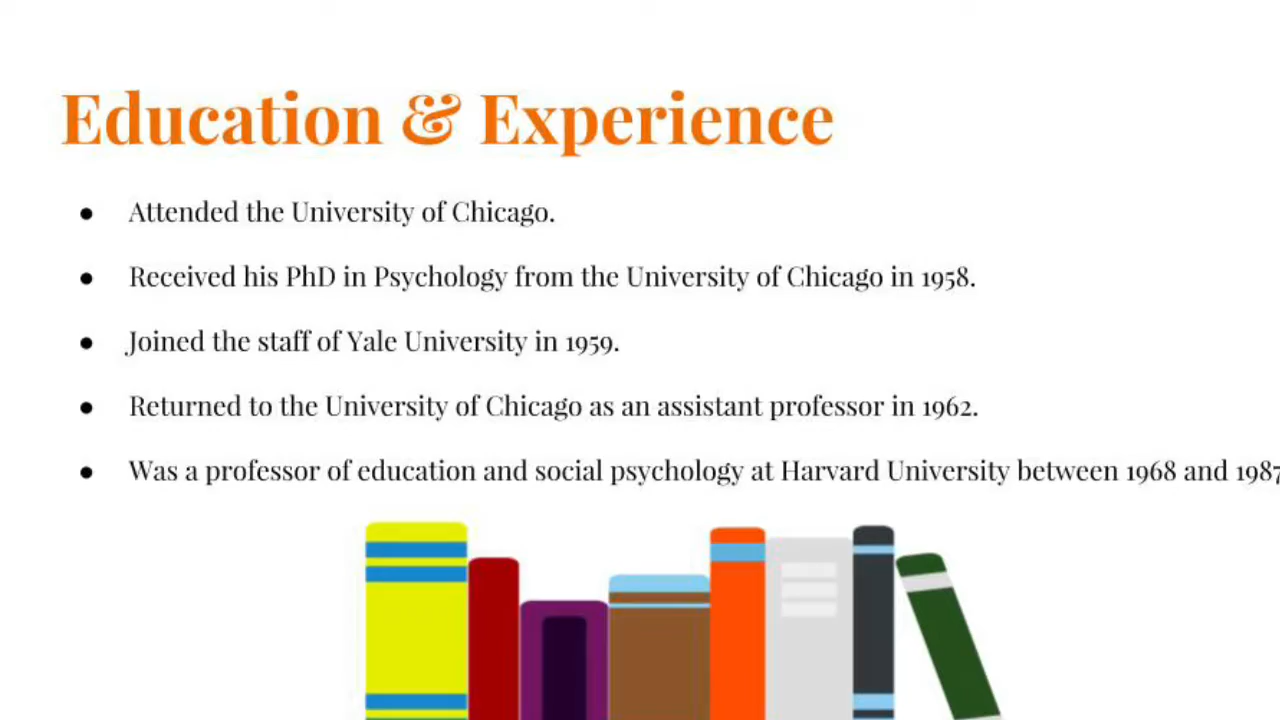 Education & Experience
● Attended the University of Chicago.
● Received his PhD in Psychology from the University of Chicago in 1958.
● Joined the staff of Yale University in 1959.
● Returned to the University of Chicago as an assistant professor in 1962.
● Was a professor of education and social psychology at Harvard University between 1968 and 1987